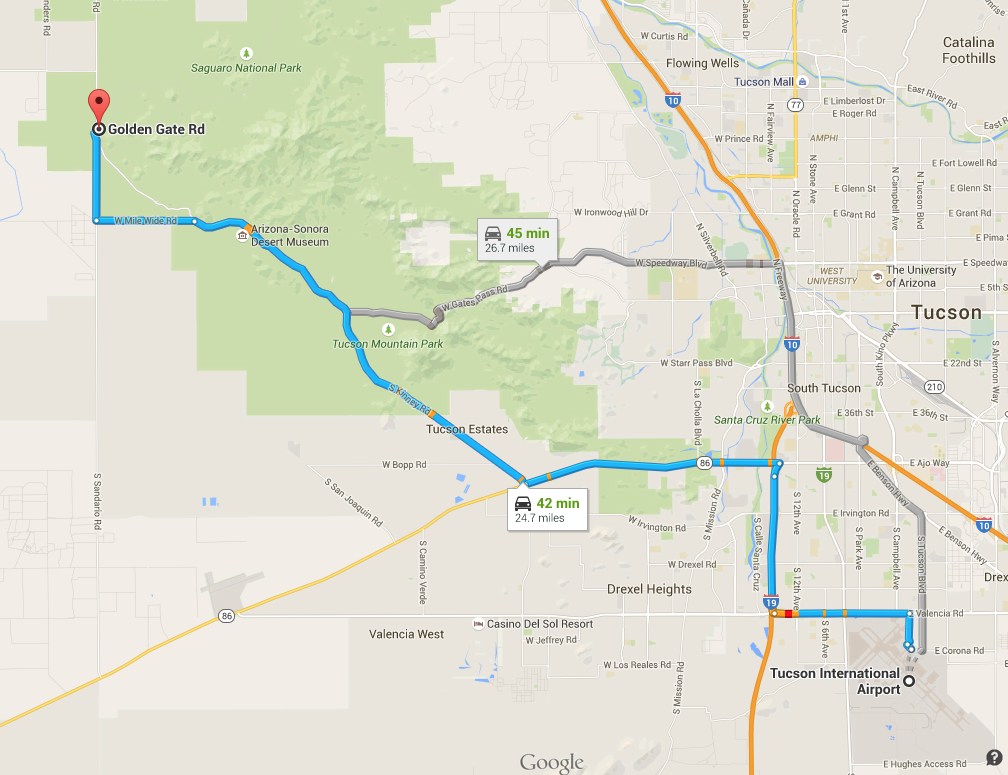 nders Rd
Rd
Saguaro National Park
Golden Gate Rd
W Mile Wide Rd
Arizona-Sonora
Desert Museum
W Curtis Rd
Flowing Wells
Cañada Dr
1st Ave
Catalina
Foothills
Tucson Mall
10
77
E Limberlost Dr
E Roger Rd
East River Rd
East R
N Fairview Ave
W Prince Rd
AMPHI
E Fort Lowell Rd
N Stone Ave
N Campbell Ave
N Tucson Blvd
E Glenn St
E Glenn St
N Oracle Rd
E Grant Rd
E Grant Rd
W Ironwood Hill Dr
E Pima S
45 min
26.7 miles
N Silverbell Rd
W Speedway Blvd
E Speedwa
N Freeway
WEST
UNIVERSITY
The University
of Arizona
E 5th S
W Gates Pass Rd
Tucson
Tucson Mountain Park
10
South Kino Pkwy
S Alvernon Way
W Starr Pass Blvd
E 22nd St
S Kinney Rd
S La Cholla Blvd
South Tucson
210
Santa Cruz River Park
E 36th St
E 36th St
Tucson Estates
W Bopp Rd
86
19
E Ajo Way
S Sandario Rd
S San Joaquin Rd
42 min
24.7 miles
E Benson Hwy
S Mission Rd
S 12th Ave
W Irvington Rd
E Irvington Rd
10
S Calle Santa Cruz
S Park Ave
S Campbell Ave
S Tucson Blvd
E Benson Hwy
S Camino Verde
W Drexel Rd
Drexel Heights
S 12th Ave
Drex
86
19
Valencia Rd
Casino Del Sol Resort
Valencia West
W Jeffrey Rd
S 6th Ave
E Corona Rd
W Los Reales Rd
S Mission Rd
Tucson International
Airport
Google
E Hughes Access Rd
?